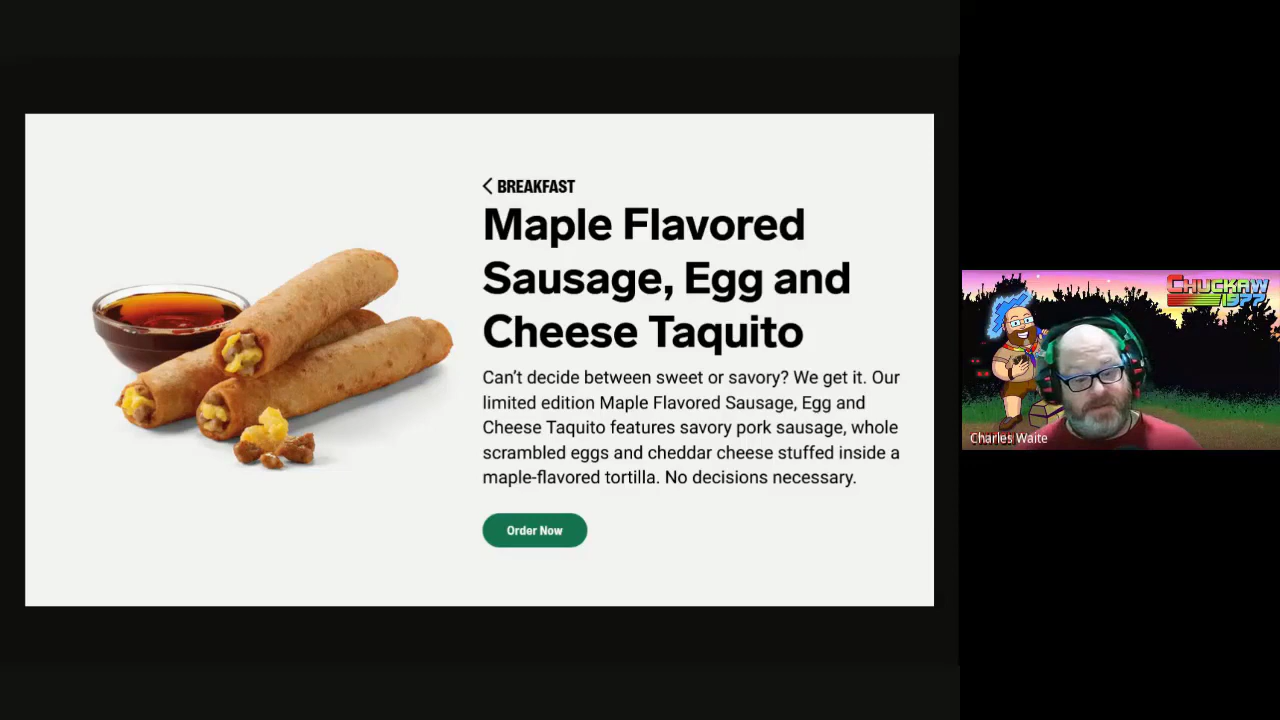 BREAKFAST
Maple Flavored
Sausage, Egg and
Cheese Taquito
Can't decide between sweet or savory? We get it. Our
limited edition Maple Flavored Sausage, Egg and
Cheese Taquito features savory pork sausage, whole
scrambled eggs and cheddar cheese stuffed inside a
maple-flavored tortilla. No decisions necessary.
Order Now
CHUCKAW
1977
Charles Waite